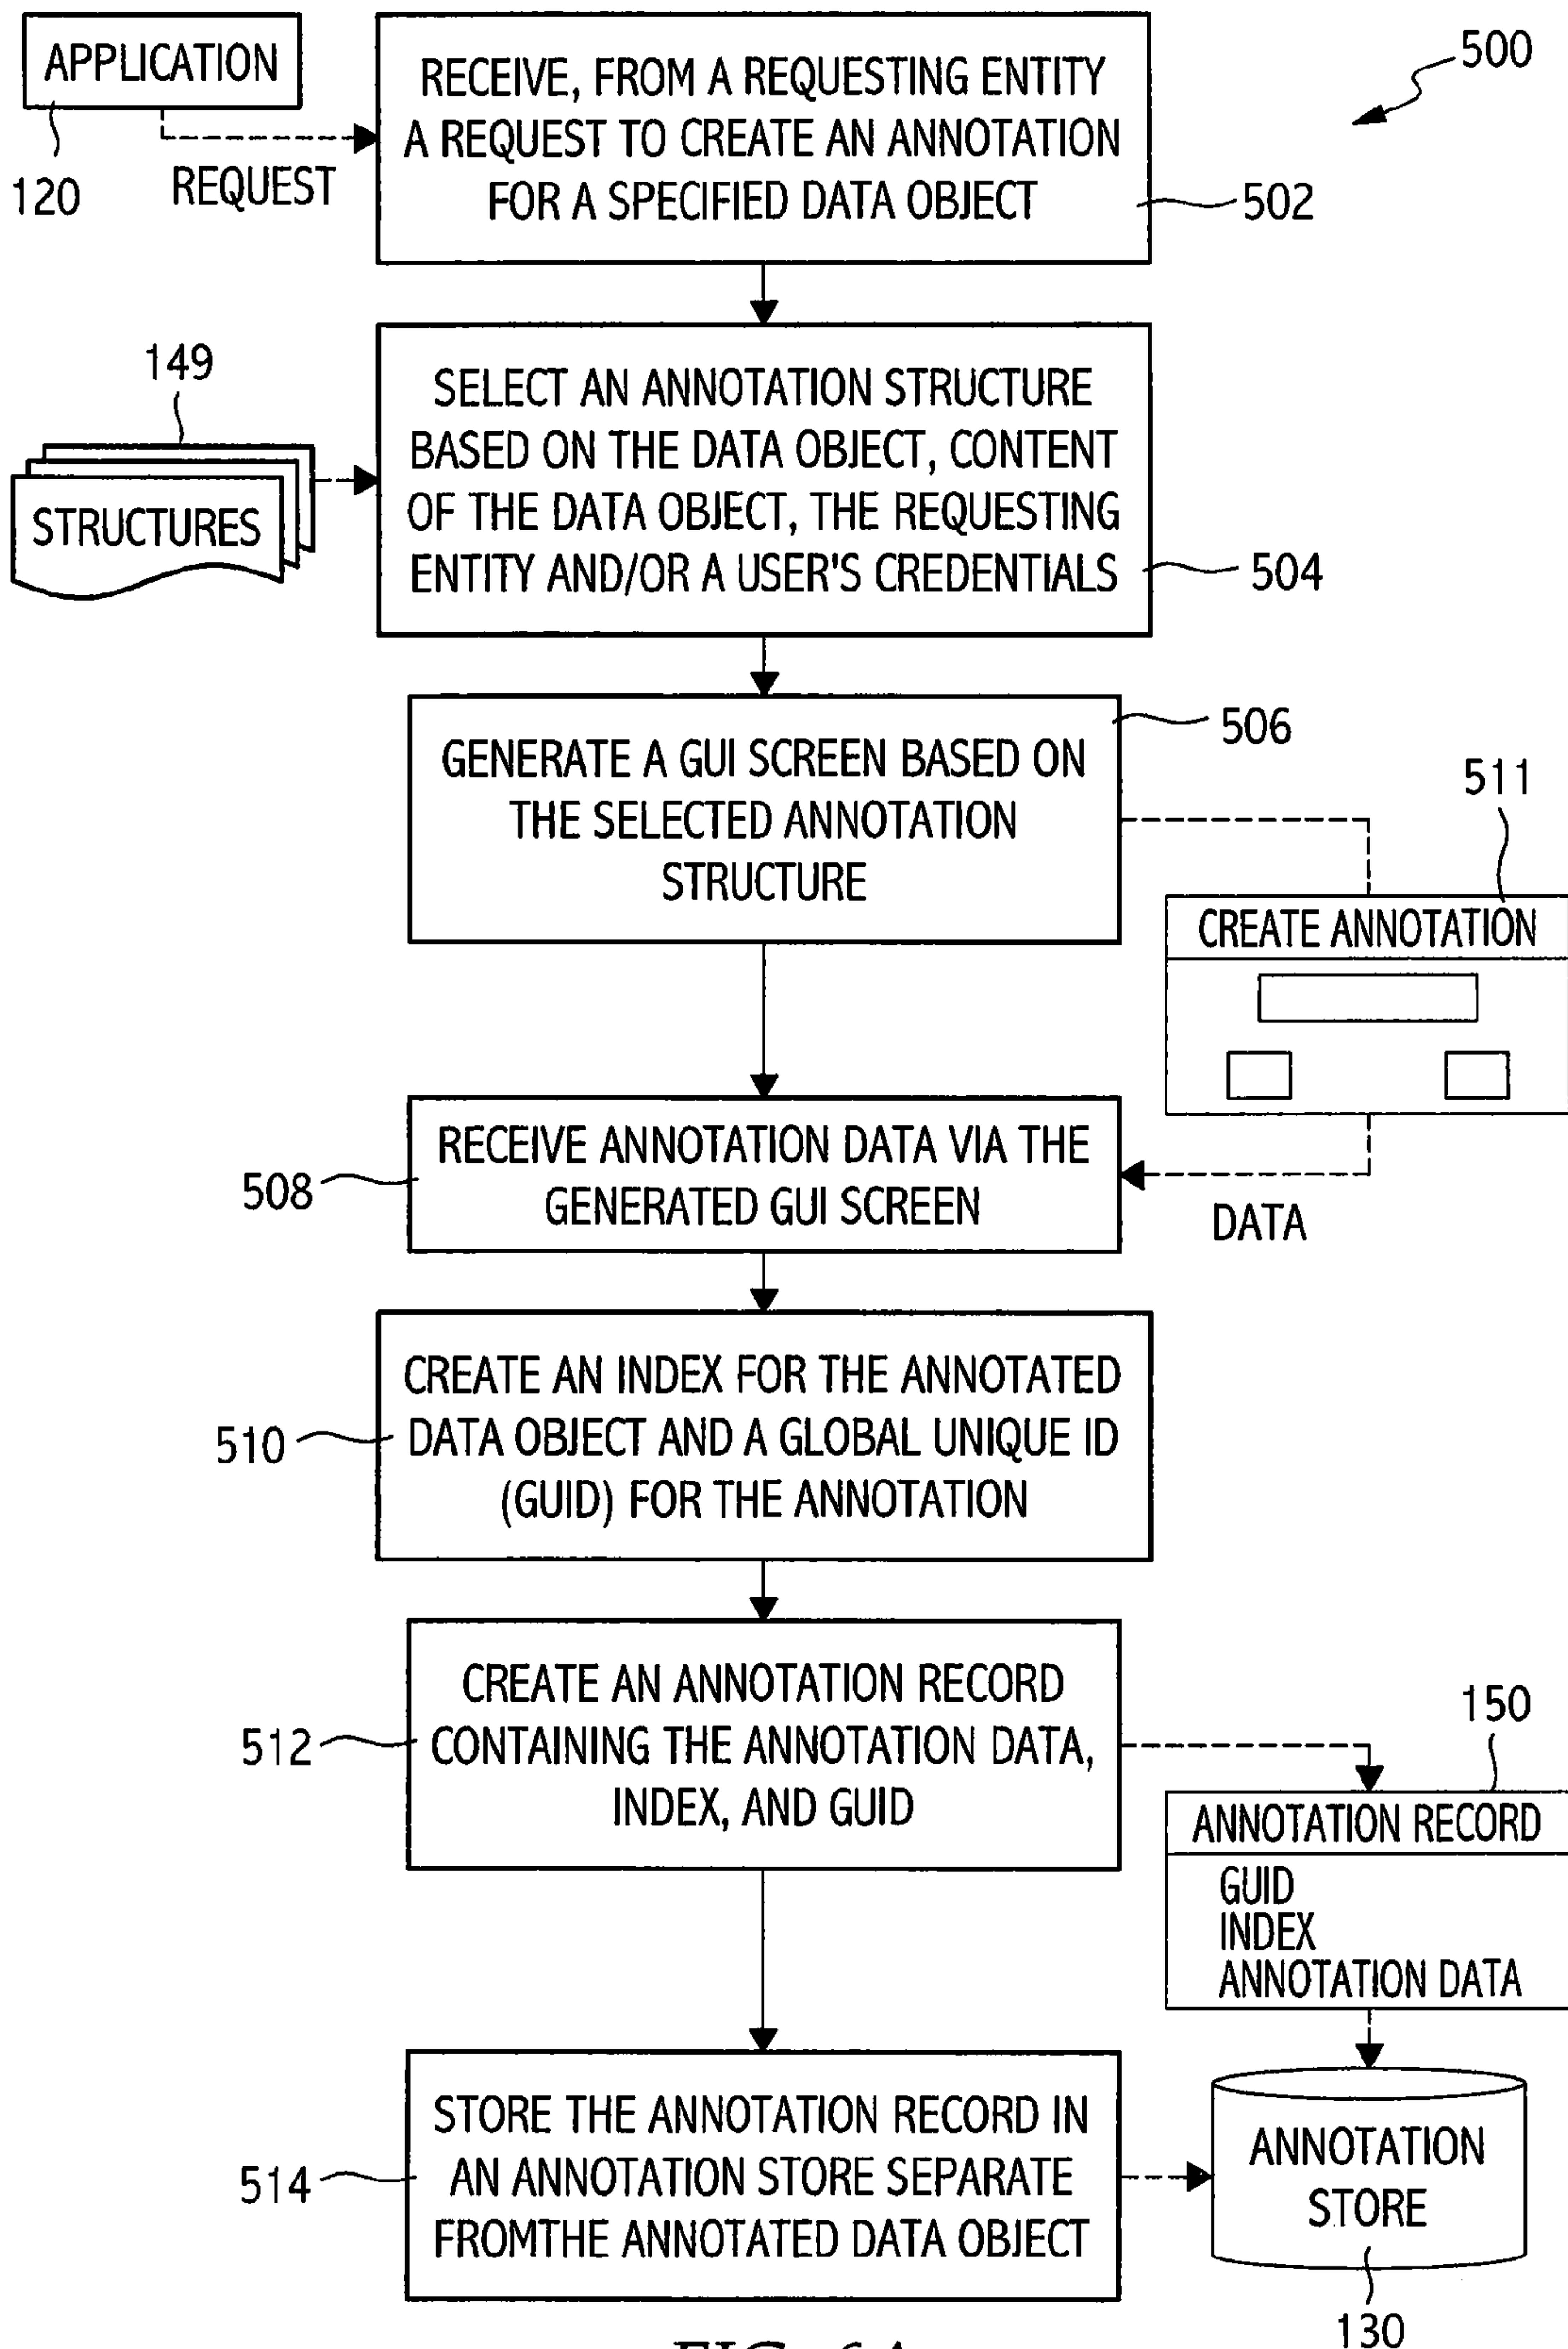 APPLICATION
120
REQUEST
RECEIVE, FROM A REQUESTING ENTITY
A REQUEST TO CREATE AN ANNOTATION
FOR A SPECIFIED DATA OBJECT
502
500
149
STRUCTURES
SELECT AN ANNOTATION STRUCTURE
BASED ON THE DATA OBJECT, CONTENT
OF THE DATA OBJECT, THE REQUESTING
ENTITY AND/OR A USER'S CREDENTIALS
504
GENERATE A GUI SCREEN BASED ON
THE SELECTED ANNOTATION
STRUCTURE
506
511
CREATE ANNOTATION
RECEIVE ANNOTATION DATA VIA THE
GENERATED GUI SCREEN
508
DATA
CREATE AN INDEX FOR THE ANNOTATED
DATA OBJECT AND A GLOBAL UNIQUE ID
(GUID) FOR THE ANNOTATION
510
CREATE AN ANNOTATION RECORD
CONTAINING THE ANNOTATION DATA,
INDEX, AND GUID
512
150
ANNOTATION RECORD
GUID
INDEX
ANNOTATION DATA
STORE THE ANNOTATION RECORD IN
AN ANNOTATION STORE SEPARATE
FROMTHE ANNOTATED DATA OBJECT
514
ANNOTATION
STORE
130